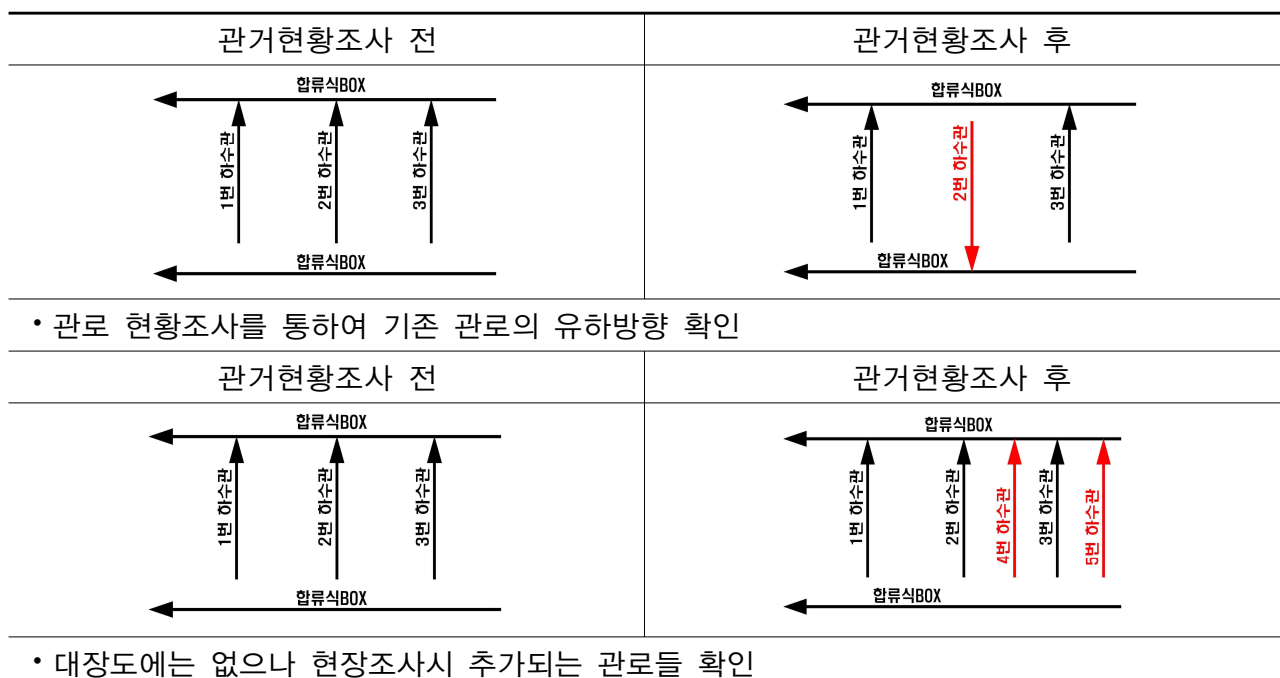 관거현황조사 전
관거현황조사 후
합류식BOX
1번 하수관
2번 하수관
3번 하수관
합류식BOX
합류식BOX
1번 하수관
2번 하수관
3번 하수관
합류식BOX
• 관로 현황조사를 통하여 기존 관로의 유하방향 확인
관거현황조사 전
관거현황조사 후
합류식BOX
1번 하수관
2번 하수관
3번 하수관
합류식BOX
합류식BOX
1번 하수관
2번 하수관
4번 하수관
3번 하수관
5번 하수관
합류식BOX
• 대장도에는 없으나 현장조사시 추가되는 관로들 확인